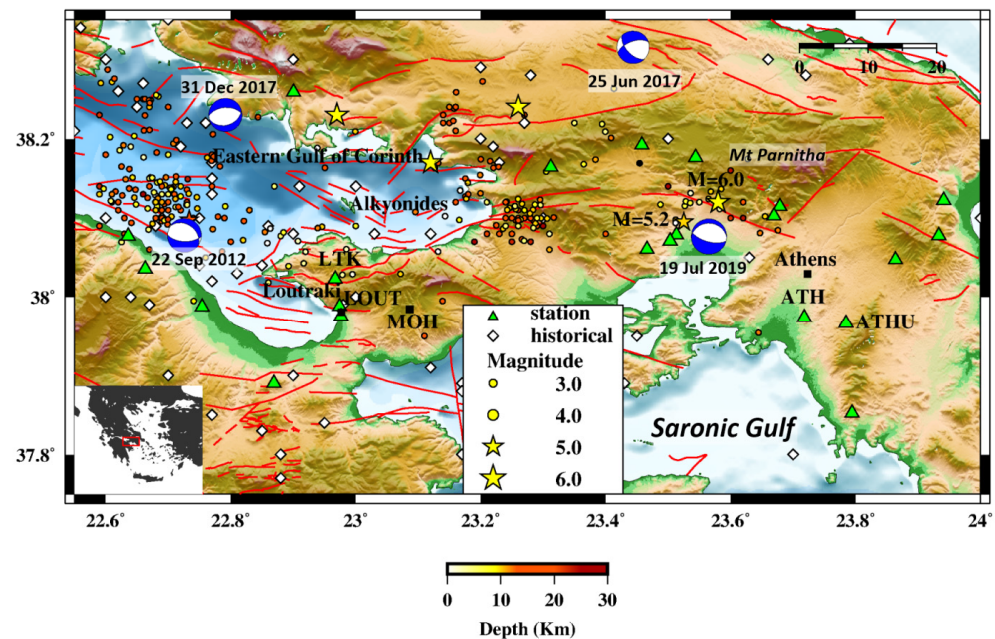 31 Dec 2017
25 Jun 2017
0 10 20
38.2°
Eastern Gulf of Corinth
Mt Parnitha
M=6.0
Alkyonides
M=5.2
22 Sep 2012
LTK
19 Jul 2019
Athens
38°
Loutraki
LOUT
MOH
ATH
ATHU
station
historical
Magnitude
3.0
4.0
5.0
6.0
Saronic Gulf
37.8°
22.6° 22.8° 23° 23.2° 23.4° 23.6° 23.8° 24°
0 10 20 30
Depth (Km)